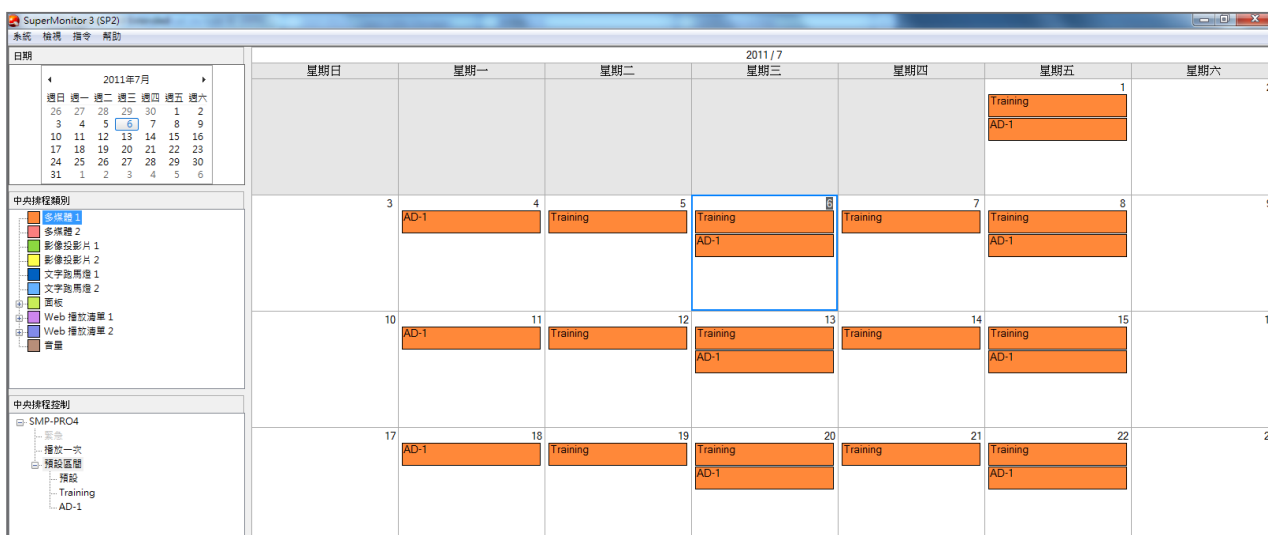 SuperMonitor 3 (SP2)
系統 檢視 指令 幫助
日期
2011年7月
週日 週一 週二 週三 週四 週五 週六
26 27 28 29 30 1 2
3 4 5 6 7 8 9
10 11 12 13 14 15 16
17 18 19 20 21 22 23
24 25 26 27 28 29 30
31 1 2 3 4 5 6
中央排程類別
多媒體 1
多媒體 2
影像投影片 1
影像投影片 2
文字跑馬燈 1
文字跑馬燈 2
面板
Web 播放清單 1
Web 播放清單 2
音量
中央排程控制
SMP-PRO4
緊急
播放一次
預設區間
預設
Training
AD-1
2011 / 7
星期日 星期一 星期二 星期三 星期四 星期五 星期六
1
Training
AD-1
3 4 5 6 7 8
AD-1 Training Training Training Training
AD-1 AD-1
10 11 12 13 14 15
AD-1 Training Training Training Training
AD-1 AD-1
17 18 19 20 21 22
AD-1 Training Training Training Training
AD-1 AD-1